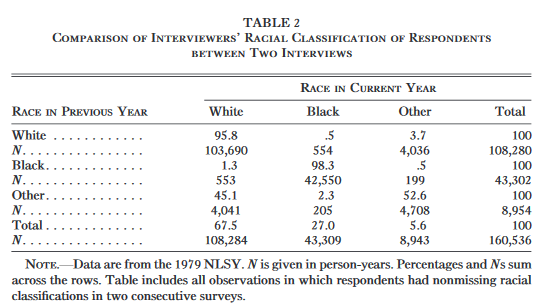 TABLE 2
Comparison of Interviewers' Racial Classification of Respondents
between Two Interviews
Race in Current Year
Race in Previous Year White Black Other Total
White . . . . . . . . . . . . 95.8 .5 3.7 100
N. . . . . . . . . . . . . . . . 103,690 554 4,036 108,280
Black. . . . . . . . . . . . . 1.3 98.3 .5 100
N. . . . . . . . . . . . . . . . 553 42,550 199 43,302
Other. . . . . . . . . . . . . 45.1 2.3 52.6 100
N. . . . . . . . . . . . . . . . 4,041 205 4,708 8,954
Total . . . . . . . . . . . . . 67.5 27.0 5.6 100
N. . . . . . . . . . . . . . . . 108,284 43,309 8,943 160,536
Note.—Data are from the 1979 NLSY. N is given in person-years. Percentages and Ns sum
across the rows. Table includes all observations in which respondents had nonmissing racial
classifications in two consecutive surveys.